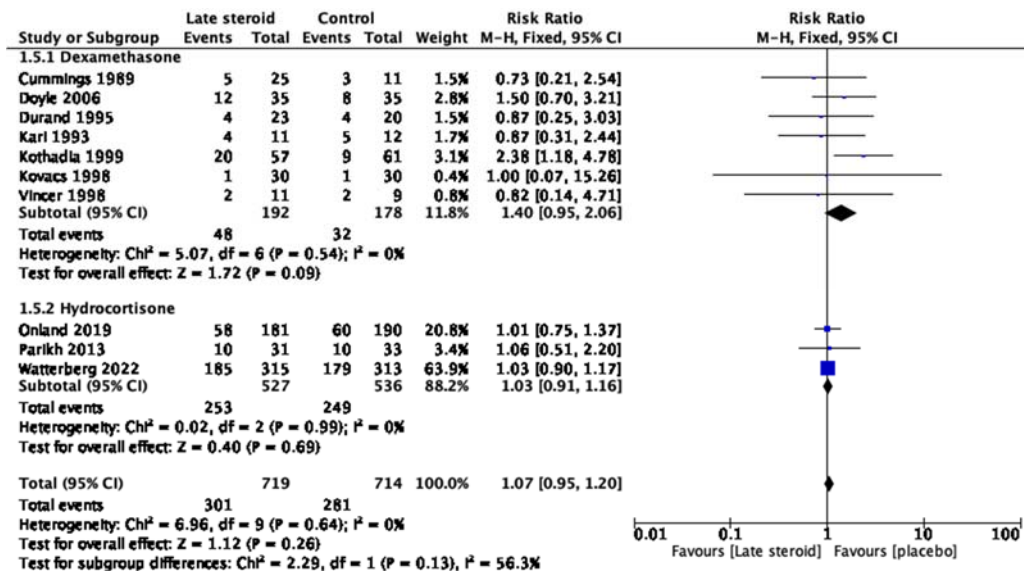 Late steroid Control Risk Ratio Risk Ratio
Study or Subgroup Events Total Events Total Weight M-H, Fixed, 95% CI M-H, Fixed, 95% CI
1.5.1 Dexamethasone
Cummings 1989 5 25 3 11 1.5% 0.73 [0.21, 2.54]
Doyle 2006 12 35 8 35 2.8% 1.50 [0.70, 3.21]
Durand 1995 4 23 4 20 1.5% 0.87 [0.25, 3.03]
Kari 1993 4 11 5 12 1.7% 0.87 [0.31, 2.44]
Kothadia 1999 20 57 9 61 3.1% 2.38 [1.18, 4.78]
Kovacs 1998 1 30 1 30 0.4% 1.00 [0.07, 15.26]
Vincer 1998 2 11 2 9 0.8% 0.82 [0.14, 4.71]
Subtotal (95% CI) 192 178 11.8% 1.40 [0.95, 2.06]
Total events 48 32
Heterogeneity: Chi² = 5.07, df = 6 (P = 0.54); I² = 0%
Test for overall effect: Z = 1.72 (P = 0.09)
1.5.2 Hydrocortisone
Onland 2019 58 181 60 190 20.8% 1.01 [0.75, 1.37]
Parikh 2013 10 31 10 33 3.4% 1.06 [0.51, 2.20]
Watterberg 2022 185 315 179 313 63.9% 1.03 [0.90, 1.17]
Subtotal (95% CI) 527 536 88.2% 1.03 [0.91, 1.16]
Total events 253 249
Heterogeneity: Chi² = 0.02, df = 2 (P = 0.99); I² = 0%
Test for overall effect: Z = 0.40 (P = 0.69)
Total (95% CI) 719 714 100.0% 1.07 [0.95, 1.20]
Total events 301 281
Heterogeneity: Chi² = 6.96, df = 9 (P = 0.64); I² = 0%
Test for overall effect: Z = 1.12 (P = 0.26)
Test for subgroup differences: Chi² = 2.29, df = 1 (P = 0.13), I² = 56.3%
0.01 0.1 1 10 100
Favours [Late steroid] Favours [placebo]